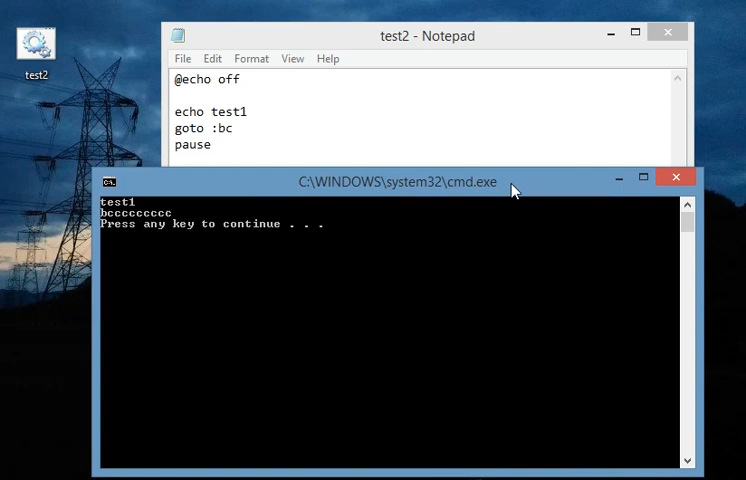 test2
test2 - Notepad
File Edit Format View Help
@echo off
echo test1
goto :bc
pause
C:\WINDOWS\system32\cmd.exe
test1
bccccccccc
Press any key to continue . . .